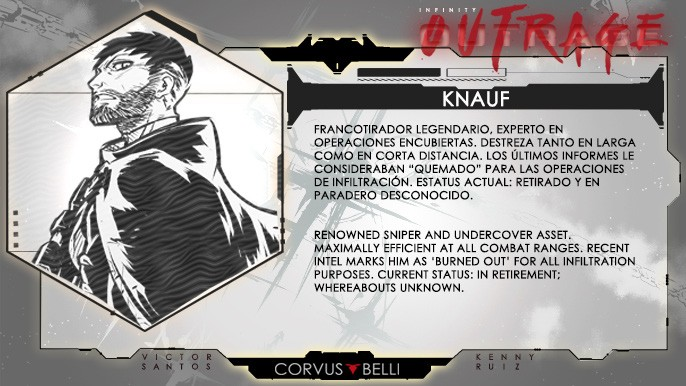 INFINITY
OUTRAGE
KNAUF
FRANCOTIRADOR LEGENDARIO, EXPERTO EN
OPERACIONES ENCUBIERTAS. DESTREZA TANTO EN LARGA
COMO EN CORTA DISTANCIA. LOS ÚLTIMOS INFORMES LE
CONSIDERABAN “QUEMADO” PARA LAS OPERACIONES
DE INFILTRACIÓN. ESTATUS ACTUAL: RETIRADO Y EN
PARADERO DESCONOCIDO.
RENOWNED SNIPER AND UNDERCOVER ASSET.
MAXIMALLY EFFICIENT AT ALL COMBAT RANGES. RECENT
INTEL MARKS HIM AS ‘BURNED OUT’ FOR ALL INFILTRATION
PURPOSES. CURRENT STATUS: IN RETIREMENT;
WHEREABOUTS UNKNOWN.
VICTOR
SANTOS
CORVUS BELLI
KENNY
RUIZ